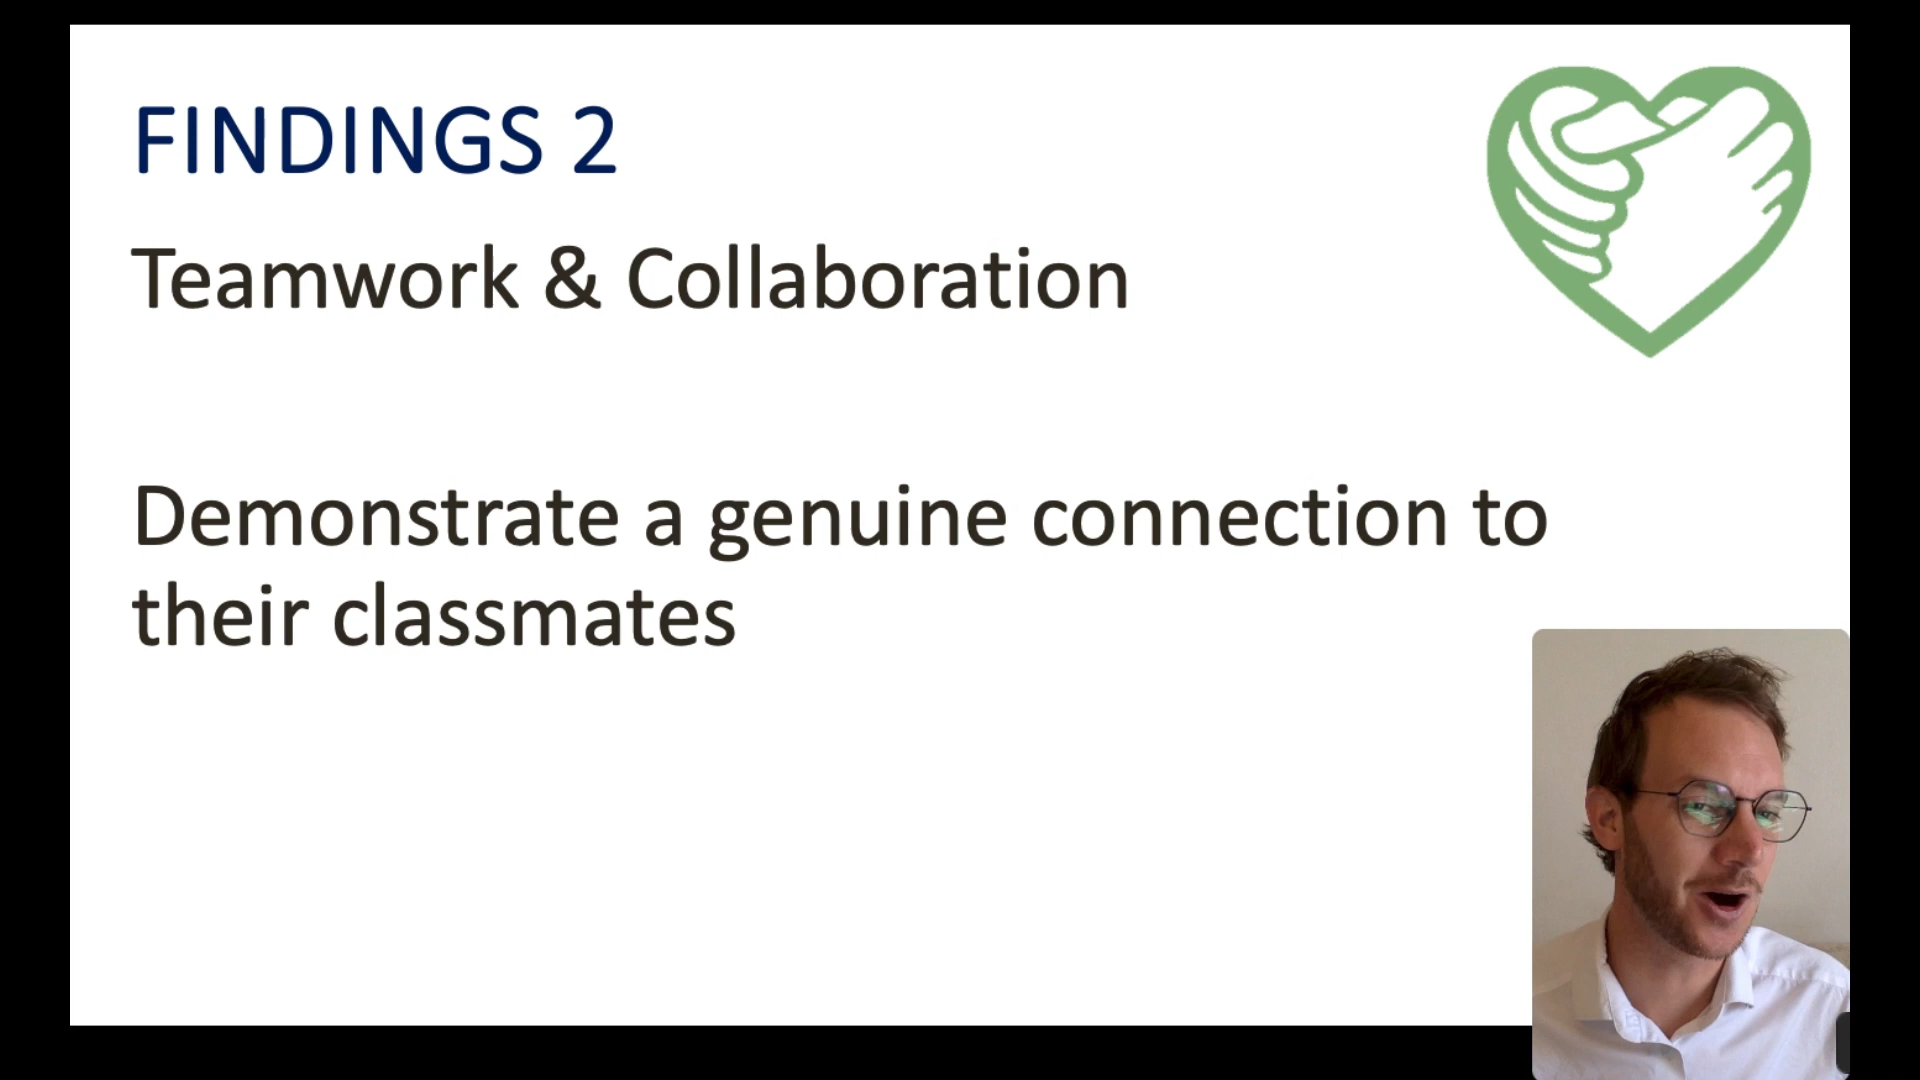 FINDINGS 2
Teamwork & Collaboration
Demonstrate a genuine connection to
their classmates